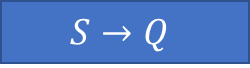 S → Q